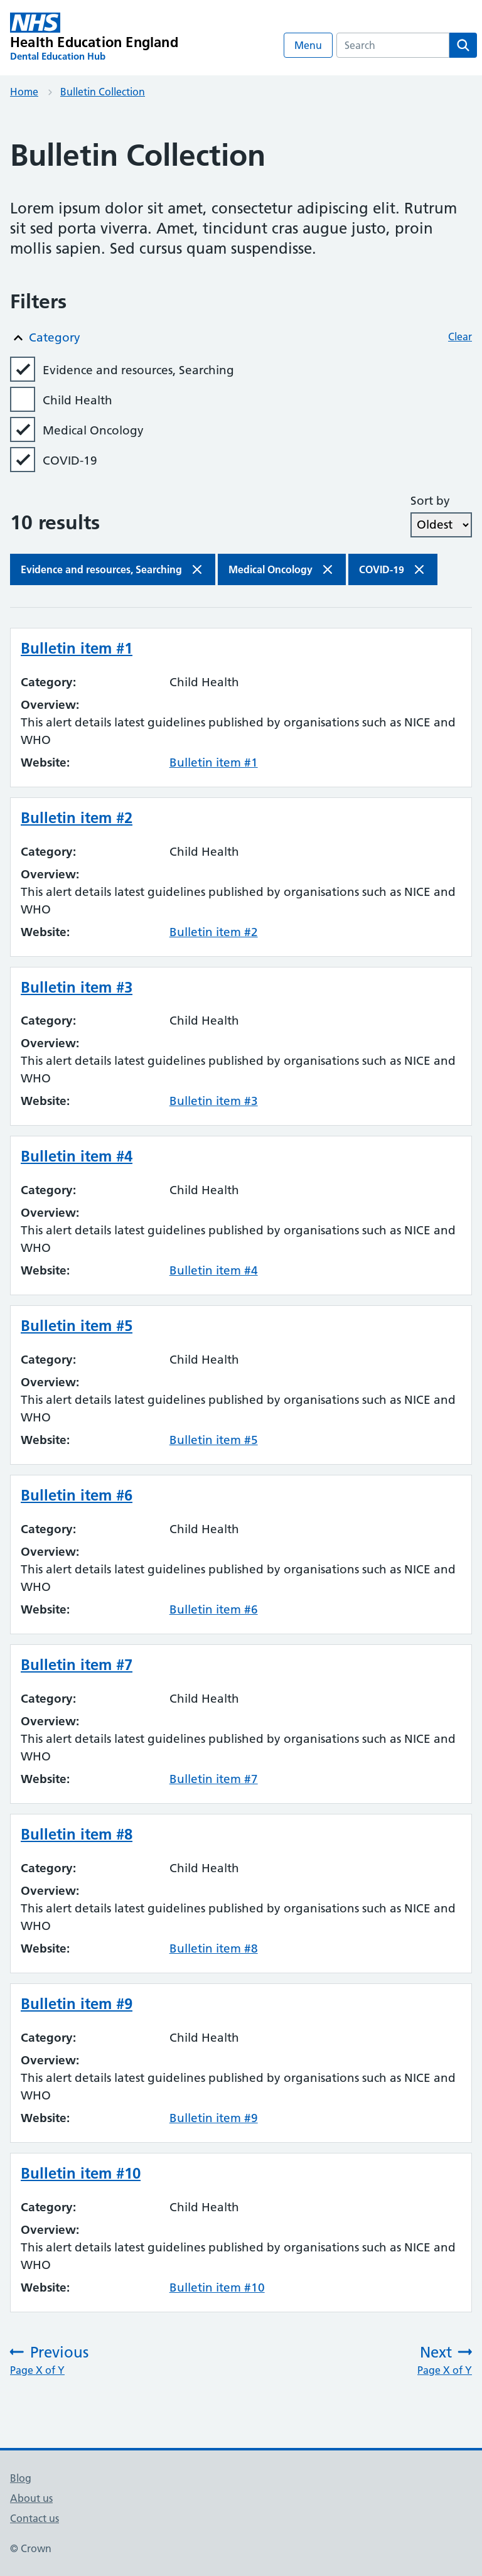 NHS
Health Education England
Dental Education Hub
Menu
Search
Home
Bulletin Collection
Bulletin Collection
Lorem ipsum dolor sit amet, consectetur adipiscing elit. Rutrum
sit sed porta viverra. Amet, tincidunt cras augue justo, proin
mollis sapien. Sed cursus quam suspendisse.
Filters
Category
Clear
Evidence and resources, Searching
Child Health
Medical Oncology
COVID-19
Sort by
10 results
Oldest
Evidence and resources, Searching
Medical Oncology
COVID-19
Bulletin item #1
Category: Child Health
Overview:
This alert details latest guidelines published by organisations such as NICE and
WHO
Website: Bulletin item #1
Bulletin item #2
Category: Child Health
Overview:
This alert details latest guidelines published by organisations such as NICE and
WHO
Website: Bulletin item #2
Bulletin item #3
Category: Child Health
Overview:
This alert details latest guidelines published by organisations such as NICE and
WHO
Website: Bulletin item #3
Bulletin item #4
Category: Child Health
Overview:
This alert details latest guidelines published by organisations such as NICE and
WHO
Website: Bulletin item #4
Bulletin item #5
Category: Child Health
Overview:
This alert details latest guidelines published by organisations such as NICE and
WHO
Website: Bulletin item #5
Bulletin item #6
Category: Child Health
Overview:
This alert details latest guidelines published by organisations such as NICE and
WHO
Website: Bulletin item #6
Bulletin item #7
Category: Child Health
Overview:
This alert details latest guidelines published by organisations such as NICE and
WHO
Website: Bulletin item #7
Bulletin item #8
Category: Child Health
Overview:
This alert details latest guidelines published by organisations such as NICE and
WHO
Website: Bulletin item #8
Bulletin item #9
Category: Child Health
Overview:
This alert details latest guidelines published by organisations such as NICE and
WHO
Website: Bulletin item #9
Bulletin item #10
Category: Child Health
Overview:
This alert details latest guidelines published by organisations such as NICE and
WHO
Website: Bulletin item #10
Previous
Page X of Y
Next
Page X of Y
Blog
About us
Contact us
© Crown